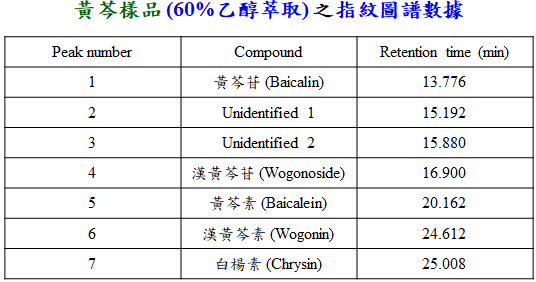 黃芩樣品(60%乙醇萃取)之指紋圖譜數據
Peak number Compound Retention time (min)
1 黃芩苷(Baicalin) 13.776
2 Unidentified 1 15.192
3 Unidentified 2 15.880
4 漢黃芩苷(Wogonoside) 16.900
5 黃芩素(Baicalein) 20.162
6 漢黃芩素(Wogonin) 24.612
7 白楊素(Chrysin) 25.008